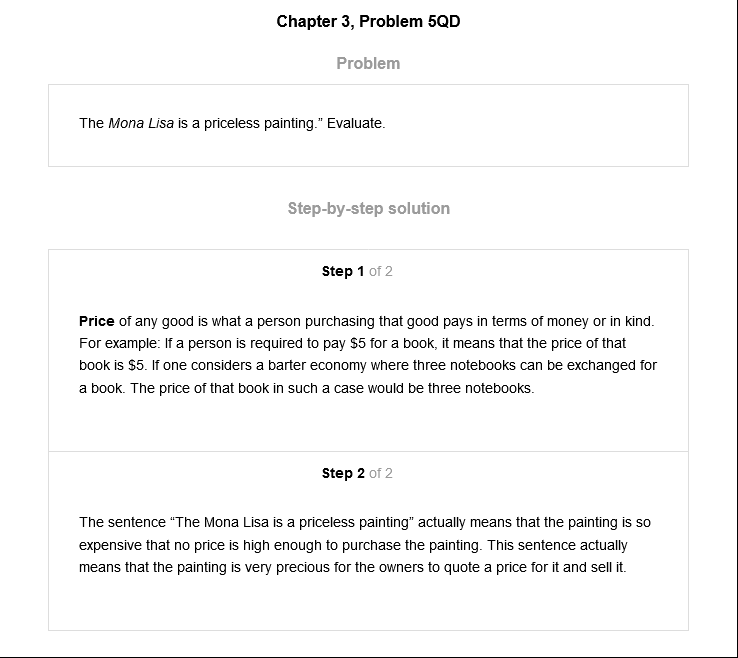 Chapter 3, Problem 5QD
Problem
The Mona Lisa is a priceless painting.” Evaluate.
Step-by-step solution
Step 1 of 2
Price of any good is what a person purchasing that good pays in terms of money or in kind.
For example: If a person is required to pay $5 for a book, it means that the price of that
book is $5. If one considers a barter economy where three notebooks can be exchanged for
a book. The price of that book in such a case would be three notebooks.
Step 2 of 2
The sentence “The Mona Lisa is a priceless painting” actually means that the painting is so
expensive that no price is high enough to purchase the painting. This sentence actually
means that the painting is very precious for the owners to quote a price for it and sell it.